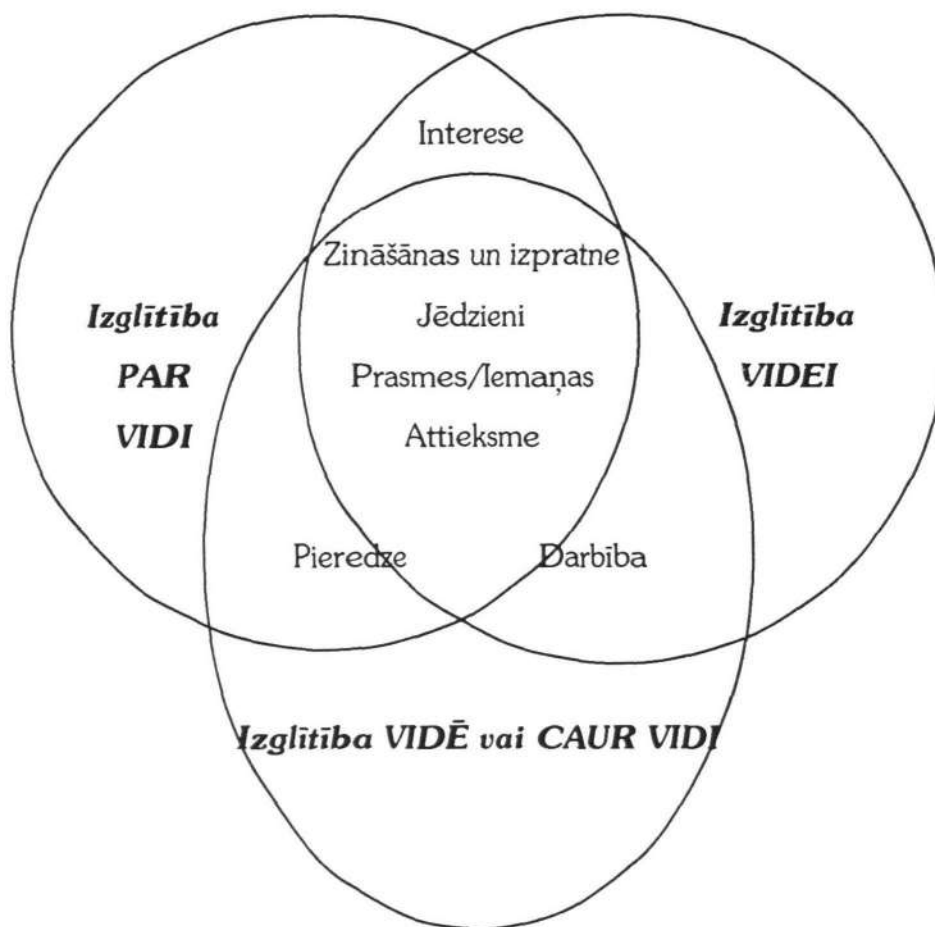 Interese
Zināšanas un izpratne
Jēdzieni
Prasmes/Iemaņas
Attieksme
Izglītība
PAR
VIDI
Izglītība
VIDEI
Pieredze
Darbība
Izglītība VIDĒ vai CAUR VIDI